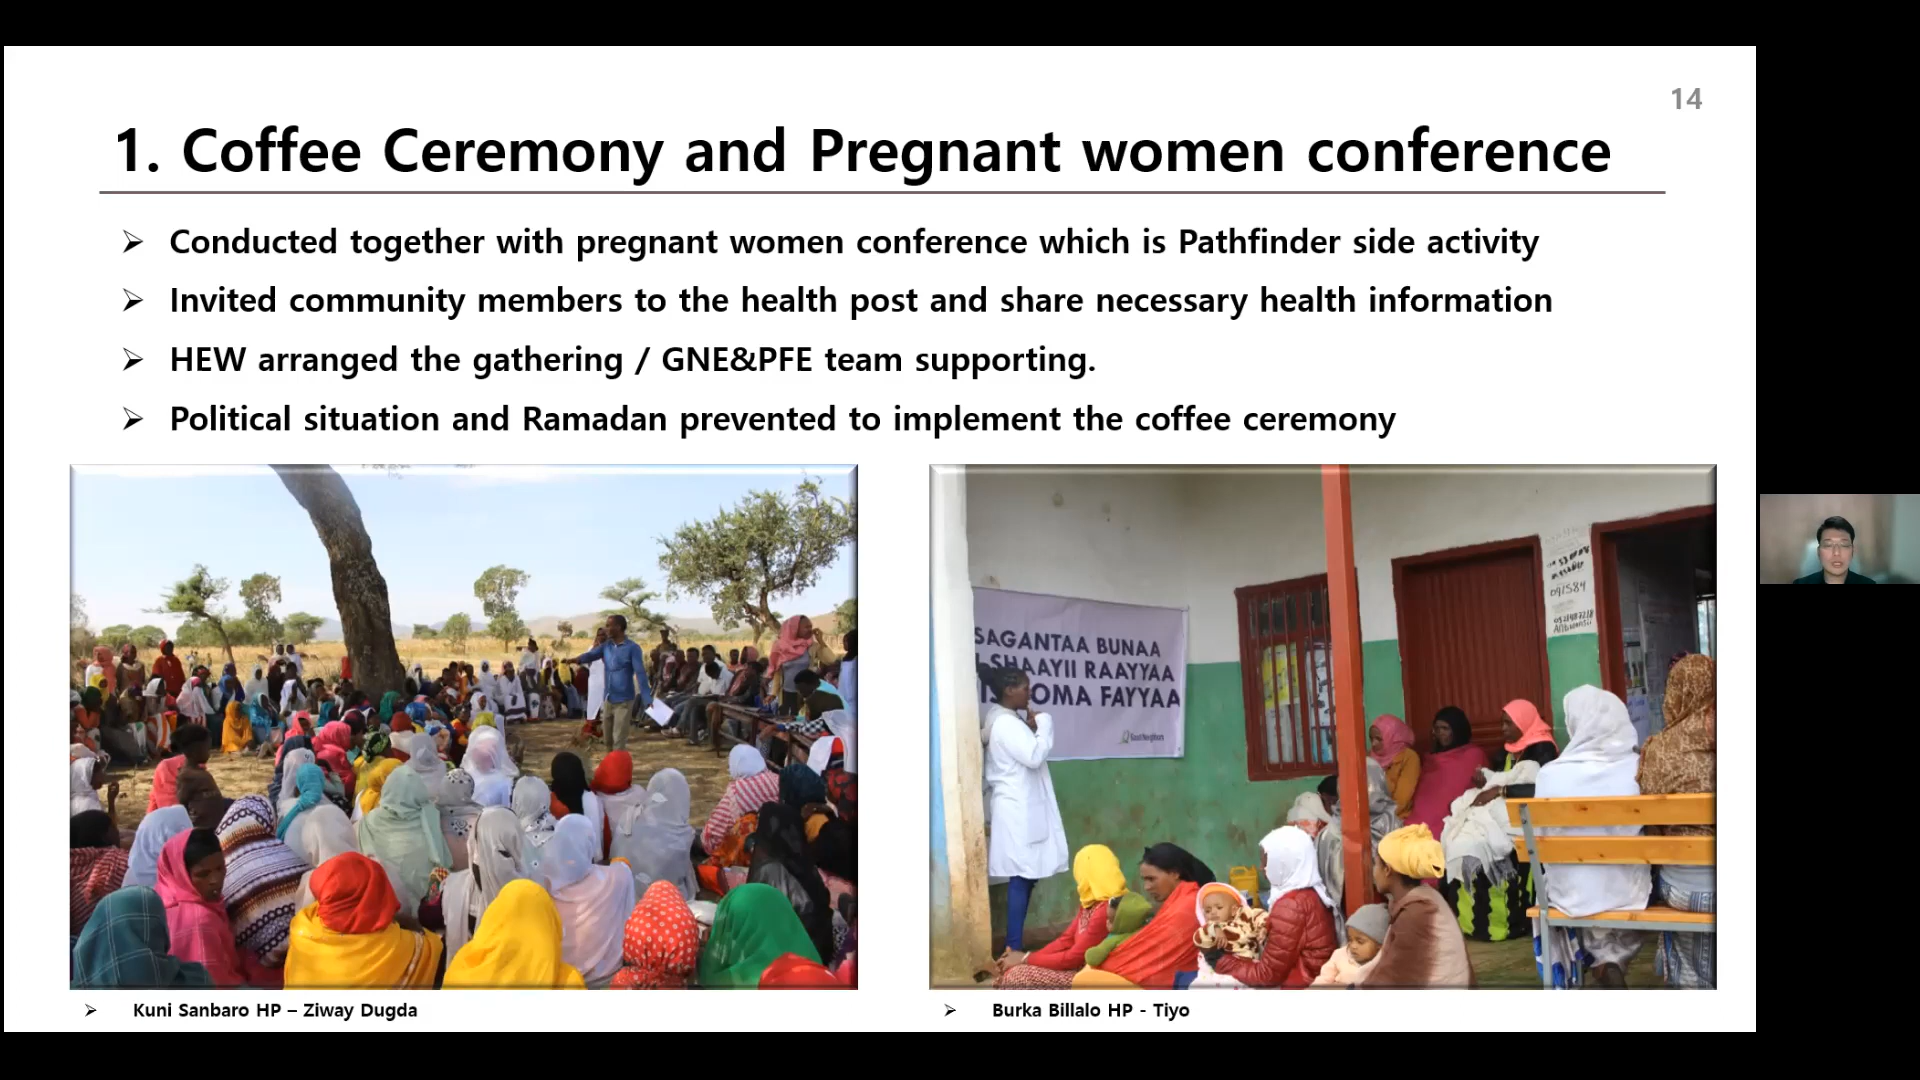 14
1. Coffee Ceremony and Pregnant women conference
➢ Conducted together with pregnant women conference which is Pathfinder side activity
➢ Invited community members to the health post and share necessary health information
➢ HEW arranged the gathering / GNE&PFE team supporting.
➢ Political situation and Ramadan prevented to implement the coffee ceremony
SAGANTAA BUNAA
SHAAYII RAAYYAA
OMA FAYYAA
Good Neighbors
091584
➢ Kuni Sanbaro HP – Ziway Dugda
➢ Burka Billalo HP - Tiyo